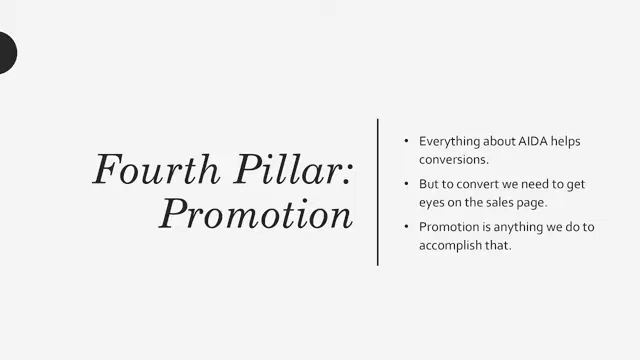 Fourth Pillar:
Promotion
• Everything about AIDA helps
conversions.
• But to convert we need to get
eyes on the sales page.
• Promotion is anything we do to
accomplish that.